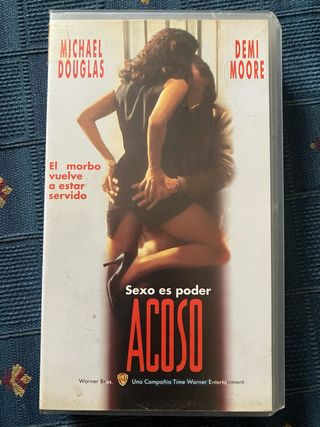 MICHAEL
DOUGLAS
DEMI
MOORE
El morbo
vuelve
a estar
servido
Sexo es poder
ACOSO
Warner Bros. Una Compañía Time Warner Entertainment